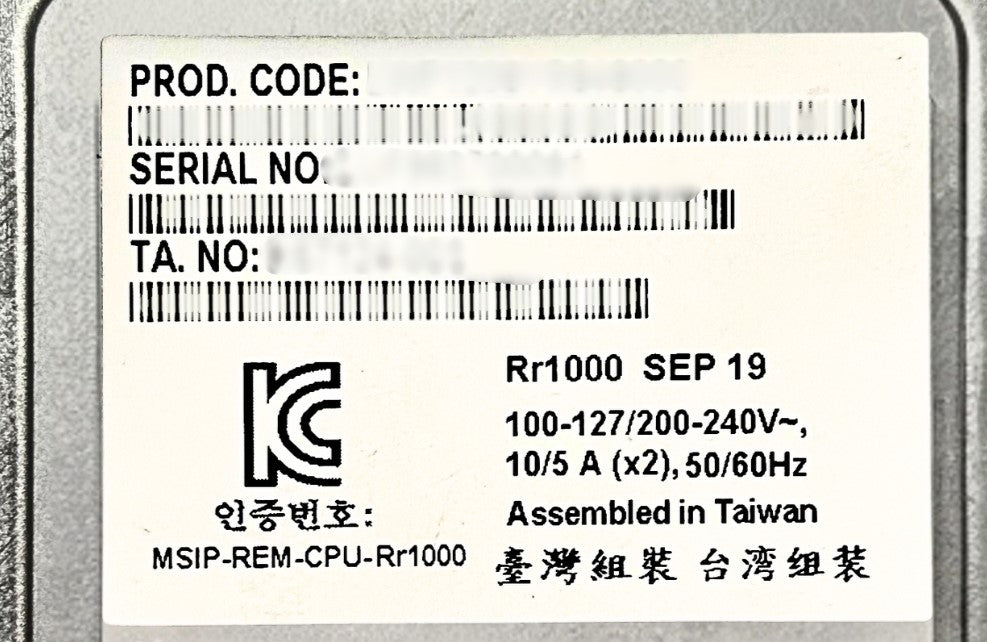 PROD. CODE:
SERIAL NO:
TA. NO:
KC
인증번호:
MSIP-REM-CPU-Rr1000
Rr1000 SEP 19
100-127/200-240V~,
10/5 A (x2), 50/60Hz
Assembled in Taiwan
臺灣組裝 台湾组装